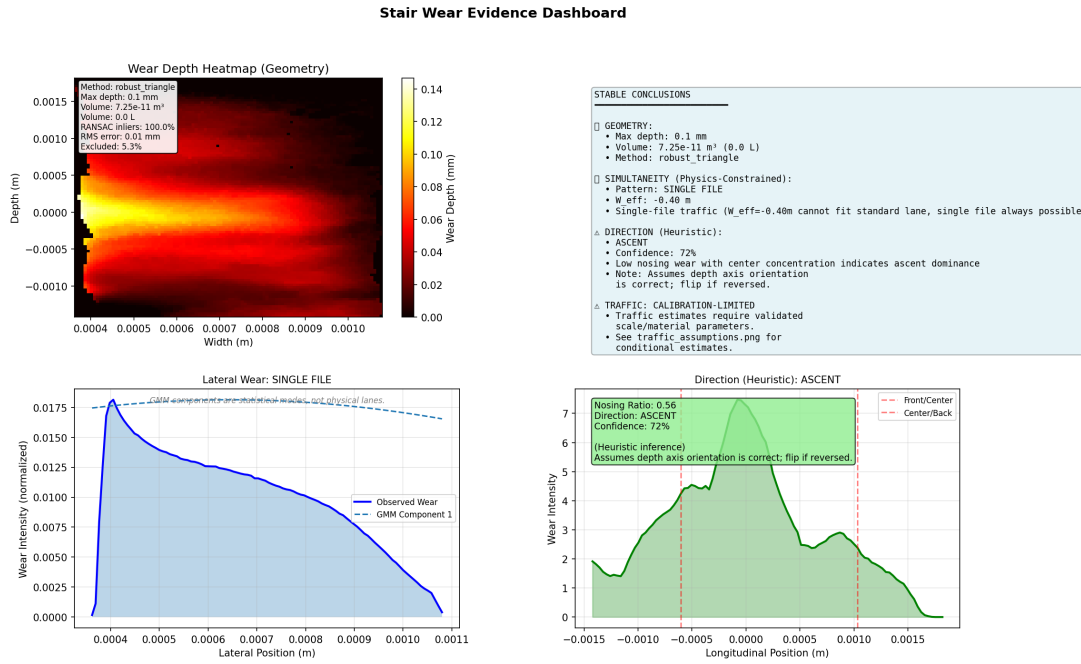 Stair Wear Evidence Dashboard
Wear Depth Heatmap (Geometry)
Method: robust_triangle
Max depth: 0.1 mm
Volume: 7.25e-11 m³
Volume: 0.0 L
RANSAC inliers: 100.0%
RMS error: 0.01 mm
Excluded: 5.3%
0.0015
0.0010
0.0005
0.0000
−0.0005
−0.0010
Depth (m)
0.0004 0.0005 0.0006 0.0007 0.0008 0.0009 0.0010
Width (m)
0.14
0.12
0.10
0.08
0.06
0.04
0.02
0.00
Wear Depth (mm)
STABLE CONCLUSIONS
GEOMETRY:
• Max depth: 0.1 mm
• Volume: 7.25e-11 m³ (0.0 L)
• Method: robust_triangle
SIMULTANEITY (Physics-Constrained):
• Pattern: SINGLE FILE
• W_eff: -0.40 m
• Single-file traffic (W_eff=-0.40m cannot fit standard lane, single file always possible
⚠ DIRECTION (Heuristic):
• ASCENT
• Confidence: 72%
• Low nosing wear with center concentration indicates ascent dominance
• Note: Assumes depth axis orientation
is correct; flip if reversed.
⚠ TRAFFIC: CALIBRATION-LIMITED
• Traffic estimates require validated
scale/material parameters.
• See traffic_assumptions.png for
conditional estimates.
Lateral Wear: SINGLE FILE
GMM components are statistical modes, not physical lanes.
0.0175
0.0150
0.0125
0.0100
0.0075
0.0050
0.0025
0.0000
Wear Intensity (normalized)
Observed Wear
GMM Component 1
0.0004 0.0005 0.0006 0.0007 0.0008 0.0009 0.0010 0.0011
Lateral Position (m)
Direction (Heuristic): ASCENT
Nosing Ratio: 0.56
Direction: ASCENT
Confidence: 72%
(Heuristic inference)
Assumes depth axis orientation is correct; flip if reversed.
Front/Center
Center/Back
7
6
5
4
3
2
1
0
Wear Intensity
−0.0015 −0.0010 −0.0005 0.0000 0.0005 0.0010 0.0015
Longitudinal Position (m)